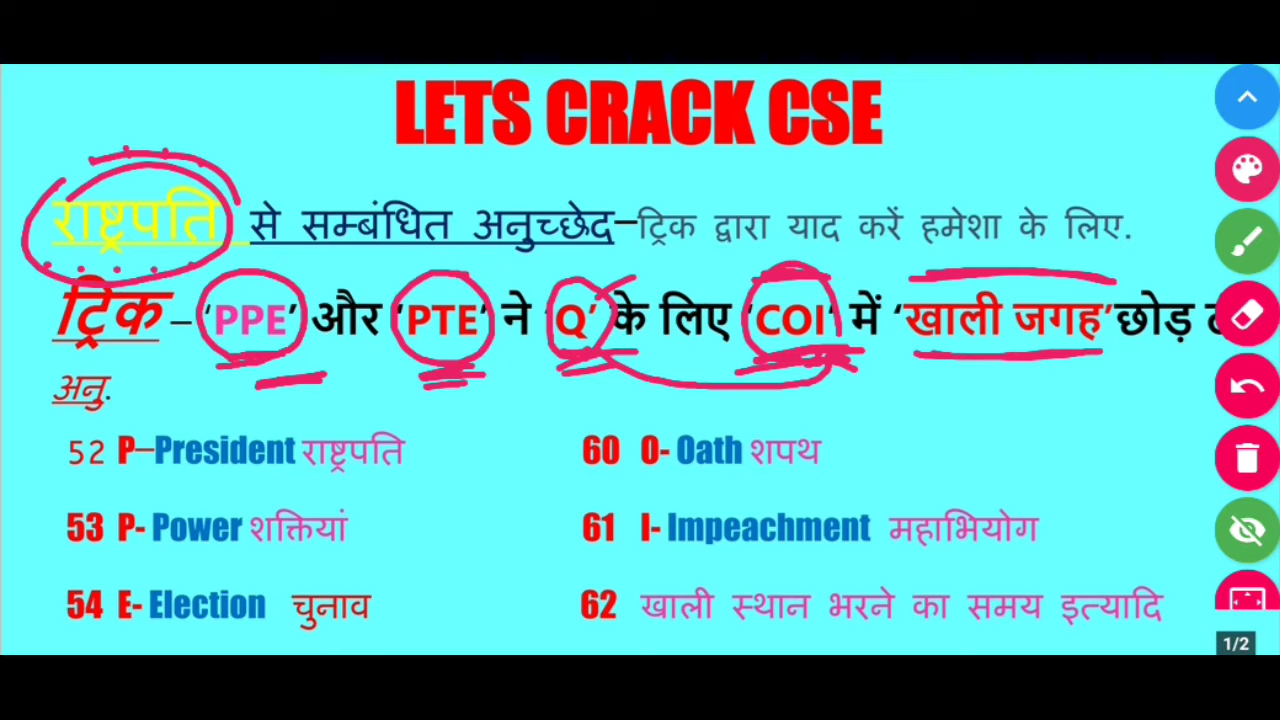 LETS CRACK CSE
राष्ट्रपति से सम्बंधित अनुच्छेद–ट्रिक द्वारा याद करें हमेशा के लिए.
ट्रिक – 'PPE' और 'PTE' ने 'Q' के लिए 'COI' में 'खाली जगह'छोड़
अनु.
52 P–President राष्ट्रपति
53 P- Power शक्तियां
54 E- Election चुनाव
60 O- Oath शपथ
61 I- Impeachment महाभियोग
62 खाली स्थान भरने का समय इत्यादि
1/2